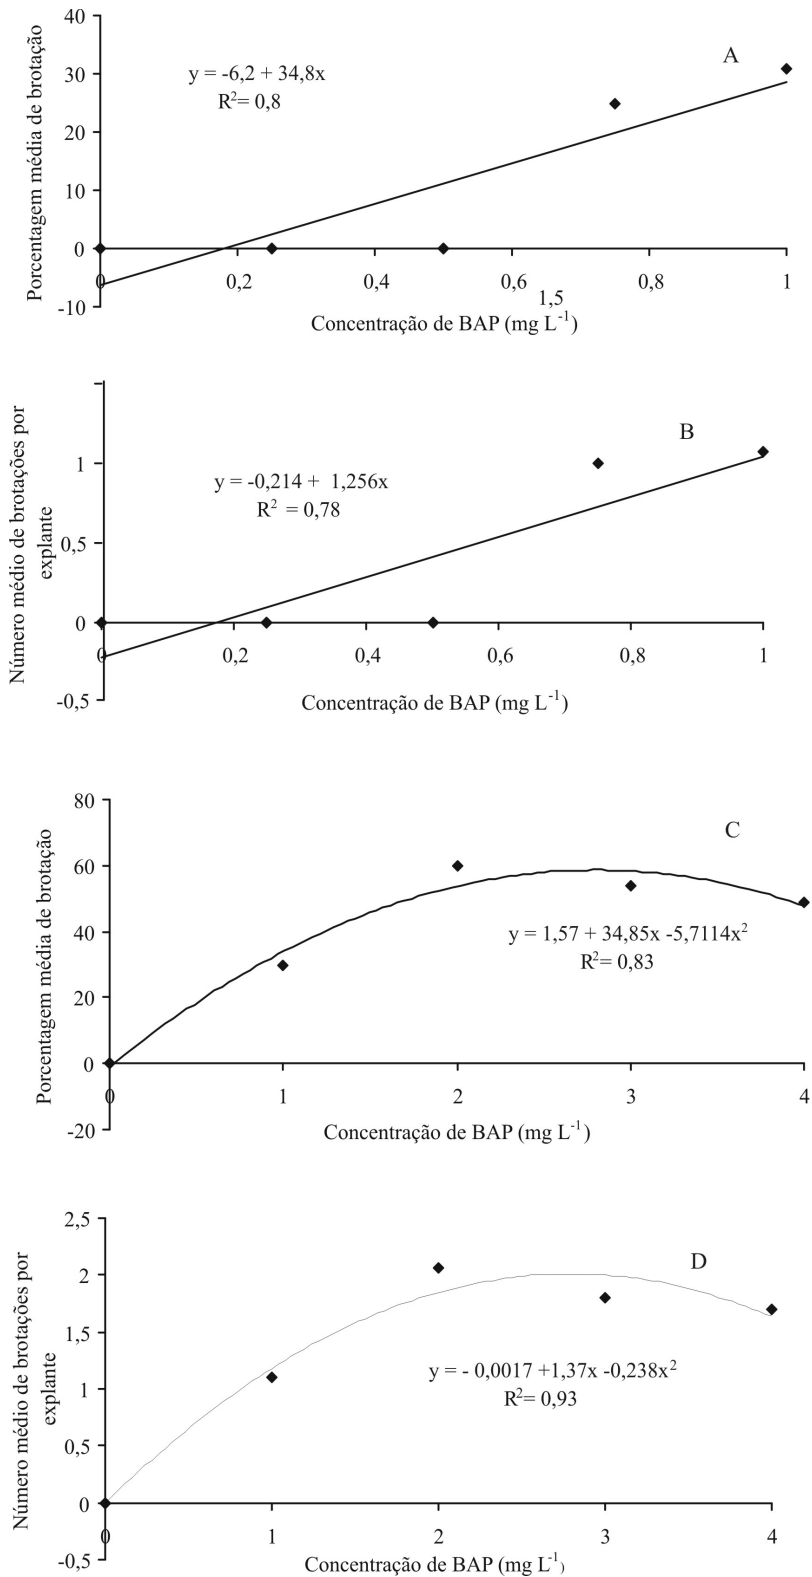 40
30
20
10
0
-10
Porcentagem média de brotação
y = -6,2 + 34,8x
R²= 0,8
A
0 0,2 0,4 0,6 0,8 1
1,5
Concentração de BAP (mg L⁻¹)
1
0,5
0
-0,5
Número médio de brotações por
explante
y = -0,214 + 1,256x
R² = 0,78
B
0 0,2 0,4 0,6 0,8 1
Concentração de BAP (mg L⁻¹)
80
60
40
20
0
-20
Porcentagem média de brotação
C
y = 1,57 + 34,85x -5,7114x²
R²= 0,83
0 1 2 3 4
Concentração de BAP (mg L⁻¹)
2,5
2
1,5
1
0,5
0
-0,5
Número médio de brotações por
explante
D
y = - 0,0017 +1,37x -0,238x²
R²= 0,93
0 1 2 3 4
Concentração de BAP (mg L⁻¹)